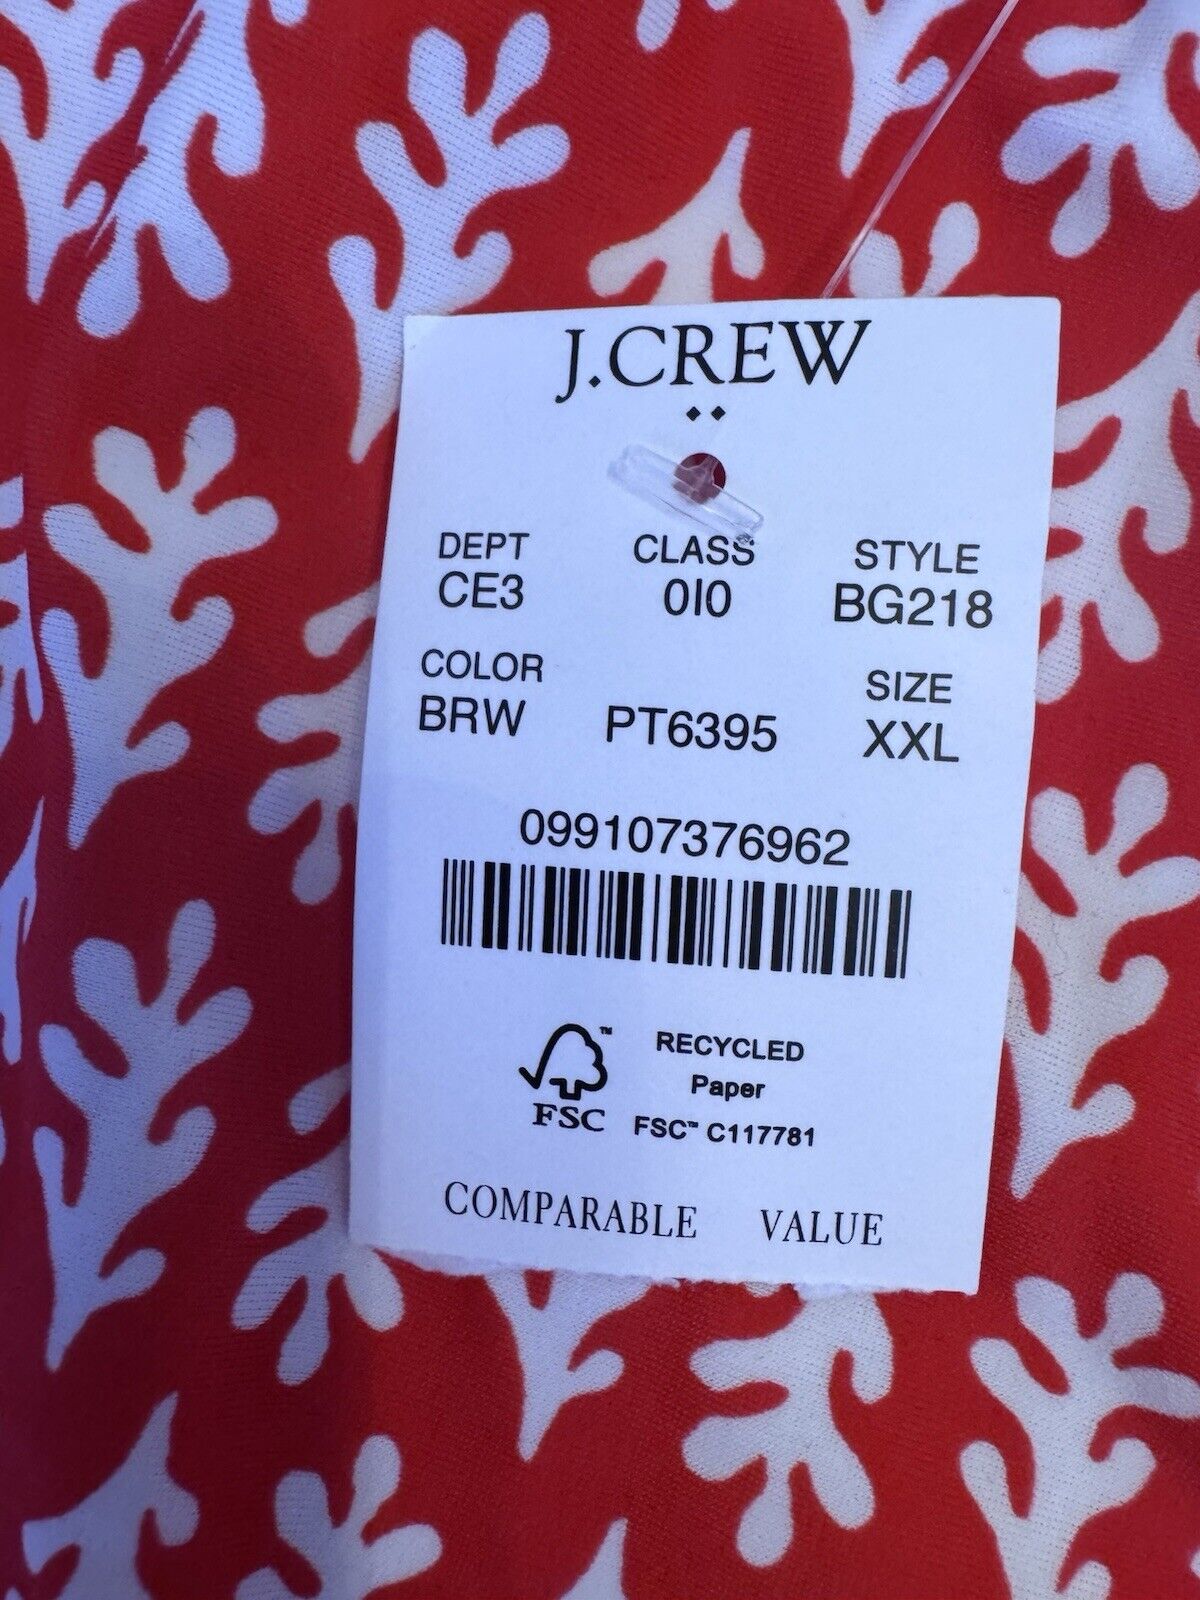 J.CREW
DEPT CLASS STYLE
CE3 010 BG218
COLOR SIZE
BRW PT6395 XXL
099107376962
RECYCLED
Paper
FSC™ C117781
™
FSC
COMPARABLE VALUE